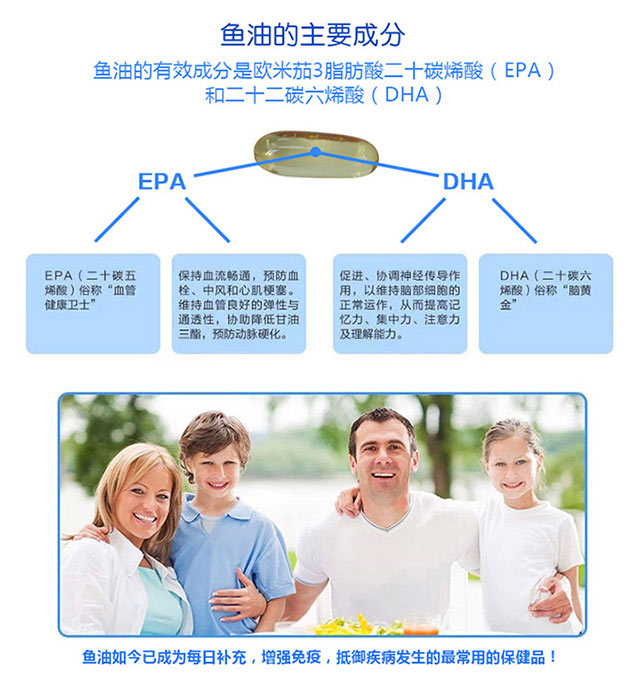 鱼油的主要成分
鱼油的有效成分是欧米茄3脂肪酸二十碳烯酸（EPA）
和二十二碳六烯酸（DHA）
EPA
DHA
EPA（二十碳五
烯酸）俗称“血管
健康卫士”
保持血流畅通，预防血
栓、中风和心肌梗塞。
维持血管良好的弹性与
通透性，协助降低甘油
三酯，预防动脉硬化。
促进、协调神经传导作
用，以维持脑部细胞的
正常运作，从而提高记
忆力、集中力、注意力
及理解能力。
DHA（二十碳六
烯酸）俗称“脑黄
金”
鱼油如今已成为每日补充，增强免疫，抵御疾病发生的最常用的保健品！